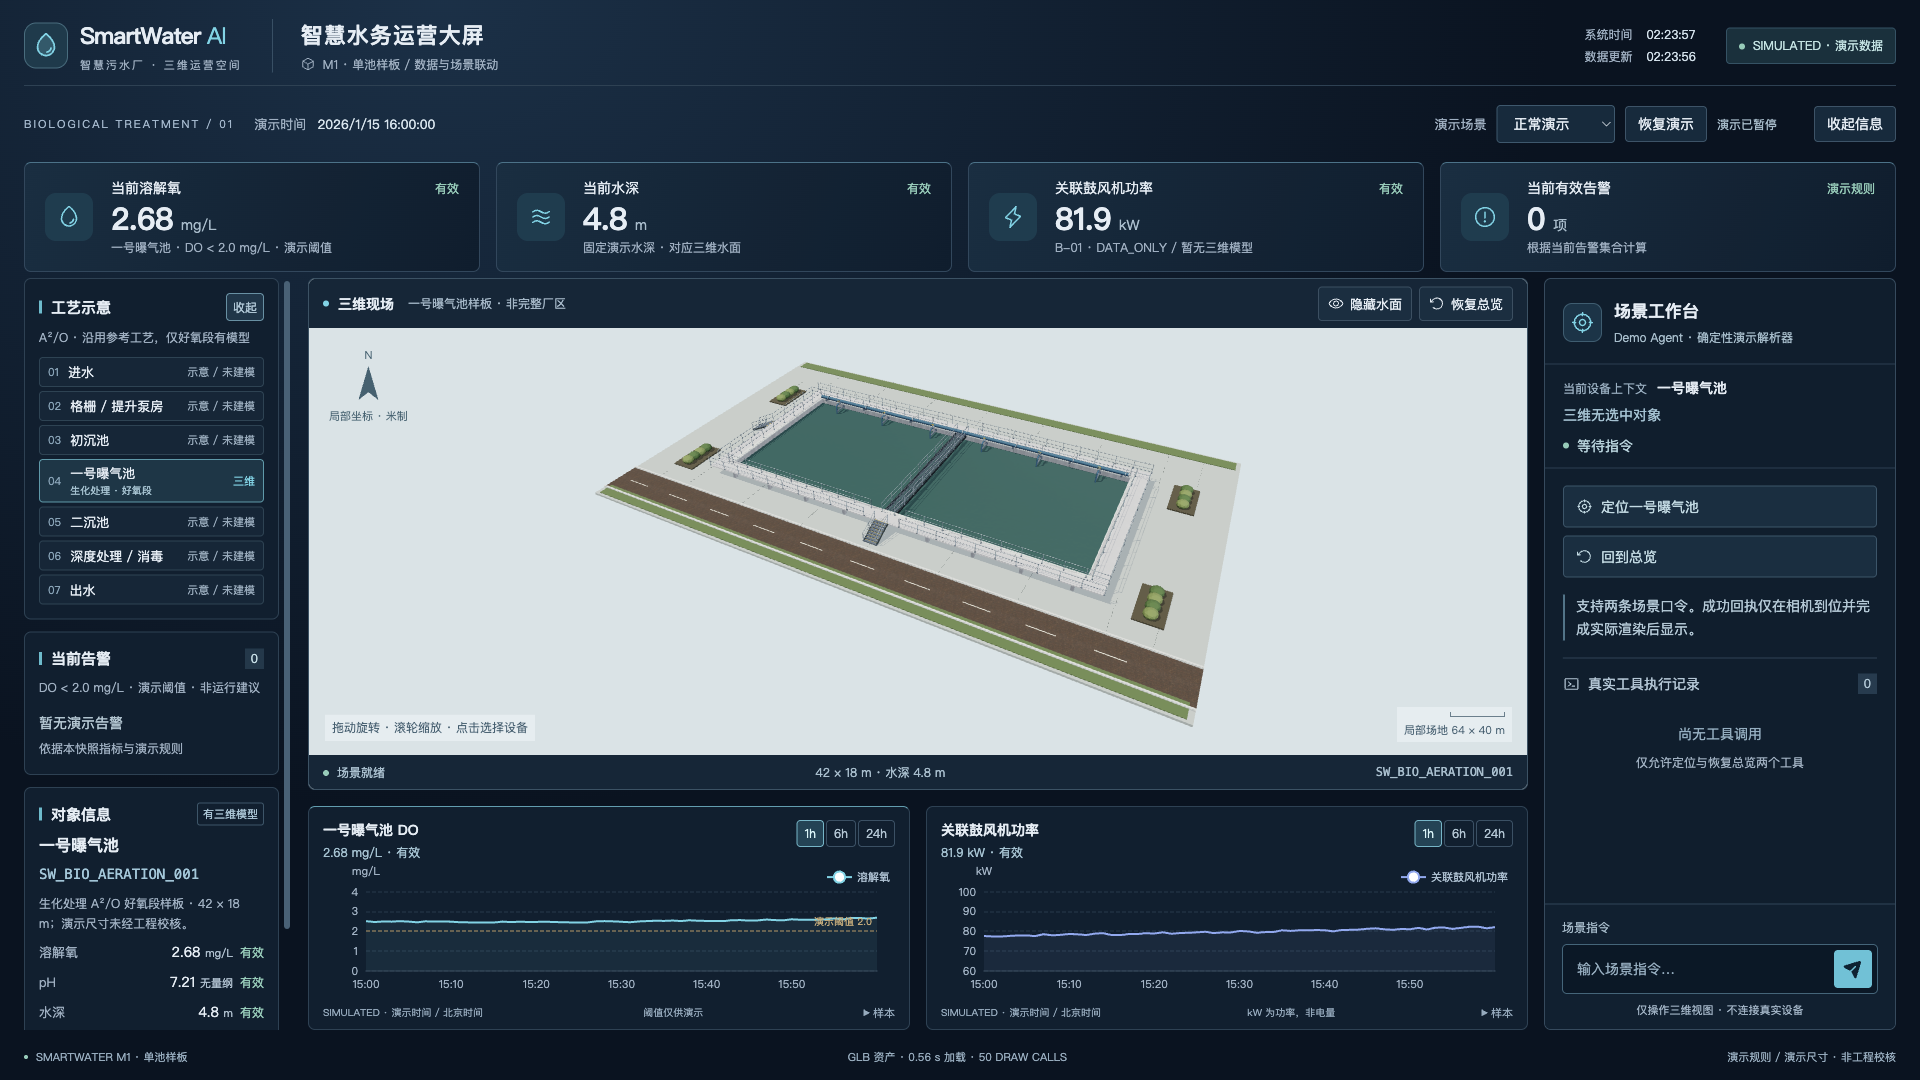 SmartWater AI
智慧污水厂 · 三维运营空间
智慧水务运营大屏
M1 · 单池样板 / 数据与场景联动
系统时间 02:23:57
数据更新 02:23:56
SIMULATED · 演示数据
BIOLOGICAL TREATMENT / 01 演示时间 2026/1/15 16:00:00
演示场景 正常演示 恢复演示 演示已暂停 收起信息
当前溶解氧 有效
2.68 mg/L
一号曝气池 · DO < 2.0 mg/L · 演示阈值
当前水深 有效
4.8 m
固定演示水深 · 对应三维水面
关联鼓风机功率 有效
81.9 kW
B-01 · DATA_ONLY / 暂无三维模型
当前有效告警 演示规则
0 项
根据当前告警集合计算
工艺示意 收起
A²/O · 沿用参考工艺，仅好氧段有模型
01 进水 示意 / 未建模
02 格栅 / 提升泵房 示意 / 未建模
03 初沉池 示意 / 未建模
04 一号曝气池 三维
生化处理 · 好氧段
05 二沉池 示意 / 未建模
06 深度处理 / 消毒 示意 / 未建模
07 出水 示意 / 未建模
当前告警 0
DO < 2.0 mg/L · 演示阈值 · 非运行建议
暂无演示告警
依据本快照指标与演示规则
对象信息 有三维模型
一号曝气池
SW_BIO_AERATION_001
生化处理 A²/O 好氧段样板 · 42 × 18
m；演示尺寸未经工程校核。
溶解氧 2.68 mg/L 有效
pH 7.21 无量纲 有效
水深 4.8 m 有效
三维现场 一号曝气池样板 · 非完整厂区
隐藏水面 恢复总览
N
局部坐标 · 米制
拖动旋转 · 滚轮缩放 · 点击选择设备
局部场地 64 × 40 m
场景就绪 42 × 18 m · 水深 4.8 m SW_BIO_AERATION_001
一号曝气池 DO 1h 6h 24h
2.68 mg/L · 有效
mg/L 溶解氧
4
3
2
1
0
演示阈值 2.0
15:00 15:10 15:20 15:30 15:40 15:50
SIMULATED · 演示时间 / 北京时间 阈值仅供演示 样本
关联鼓风机功率 1h 6h 24h
81.9 kW · 有效
kW 关联鼓风机功率
100
90
80
70
60
15:00 15:10 15:20 15:30 15:40 15:50
SIMULATED · 演示时间 / 北京时间 kW 为功率，非电量 样本
场景工作台
Demo Agent · 确定性演示解析器
当前设备上下文 一号曝气池
三维无选中对象
等待指令
定位一号曝气池
回到总览
支持两条场景口令。成功回执仅在相机到位并完
成实际渲染后显示。
真实工具执行记录 0
尚无工具调用
仅允许定位与恢复总览两个工具
场景指令
输入场景指令...
仅操作三维视图 · 不连接真实设备
SMARTWATER M1 · 单池样板
GLB 资产 · 0.56 s 加载 · 50 DRAW CALLS
演示规则 / 演示尺寸 · 非工程校核